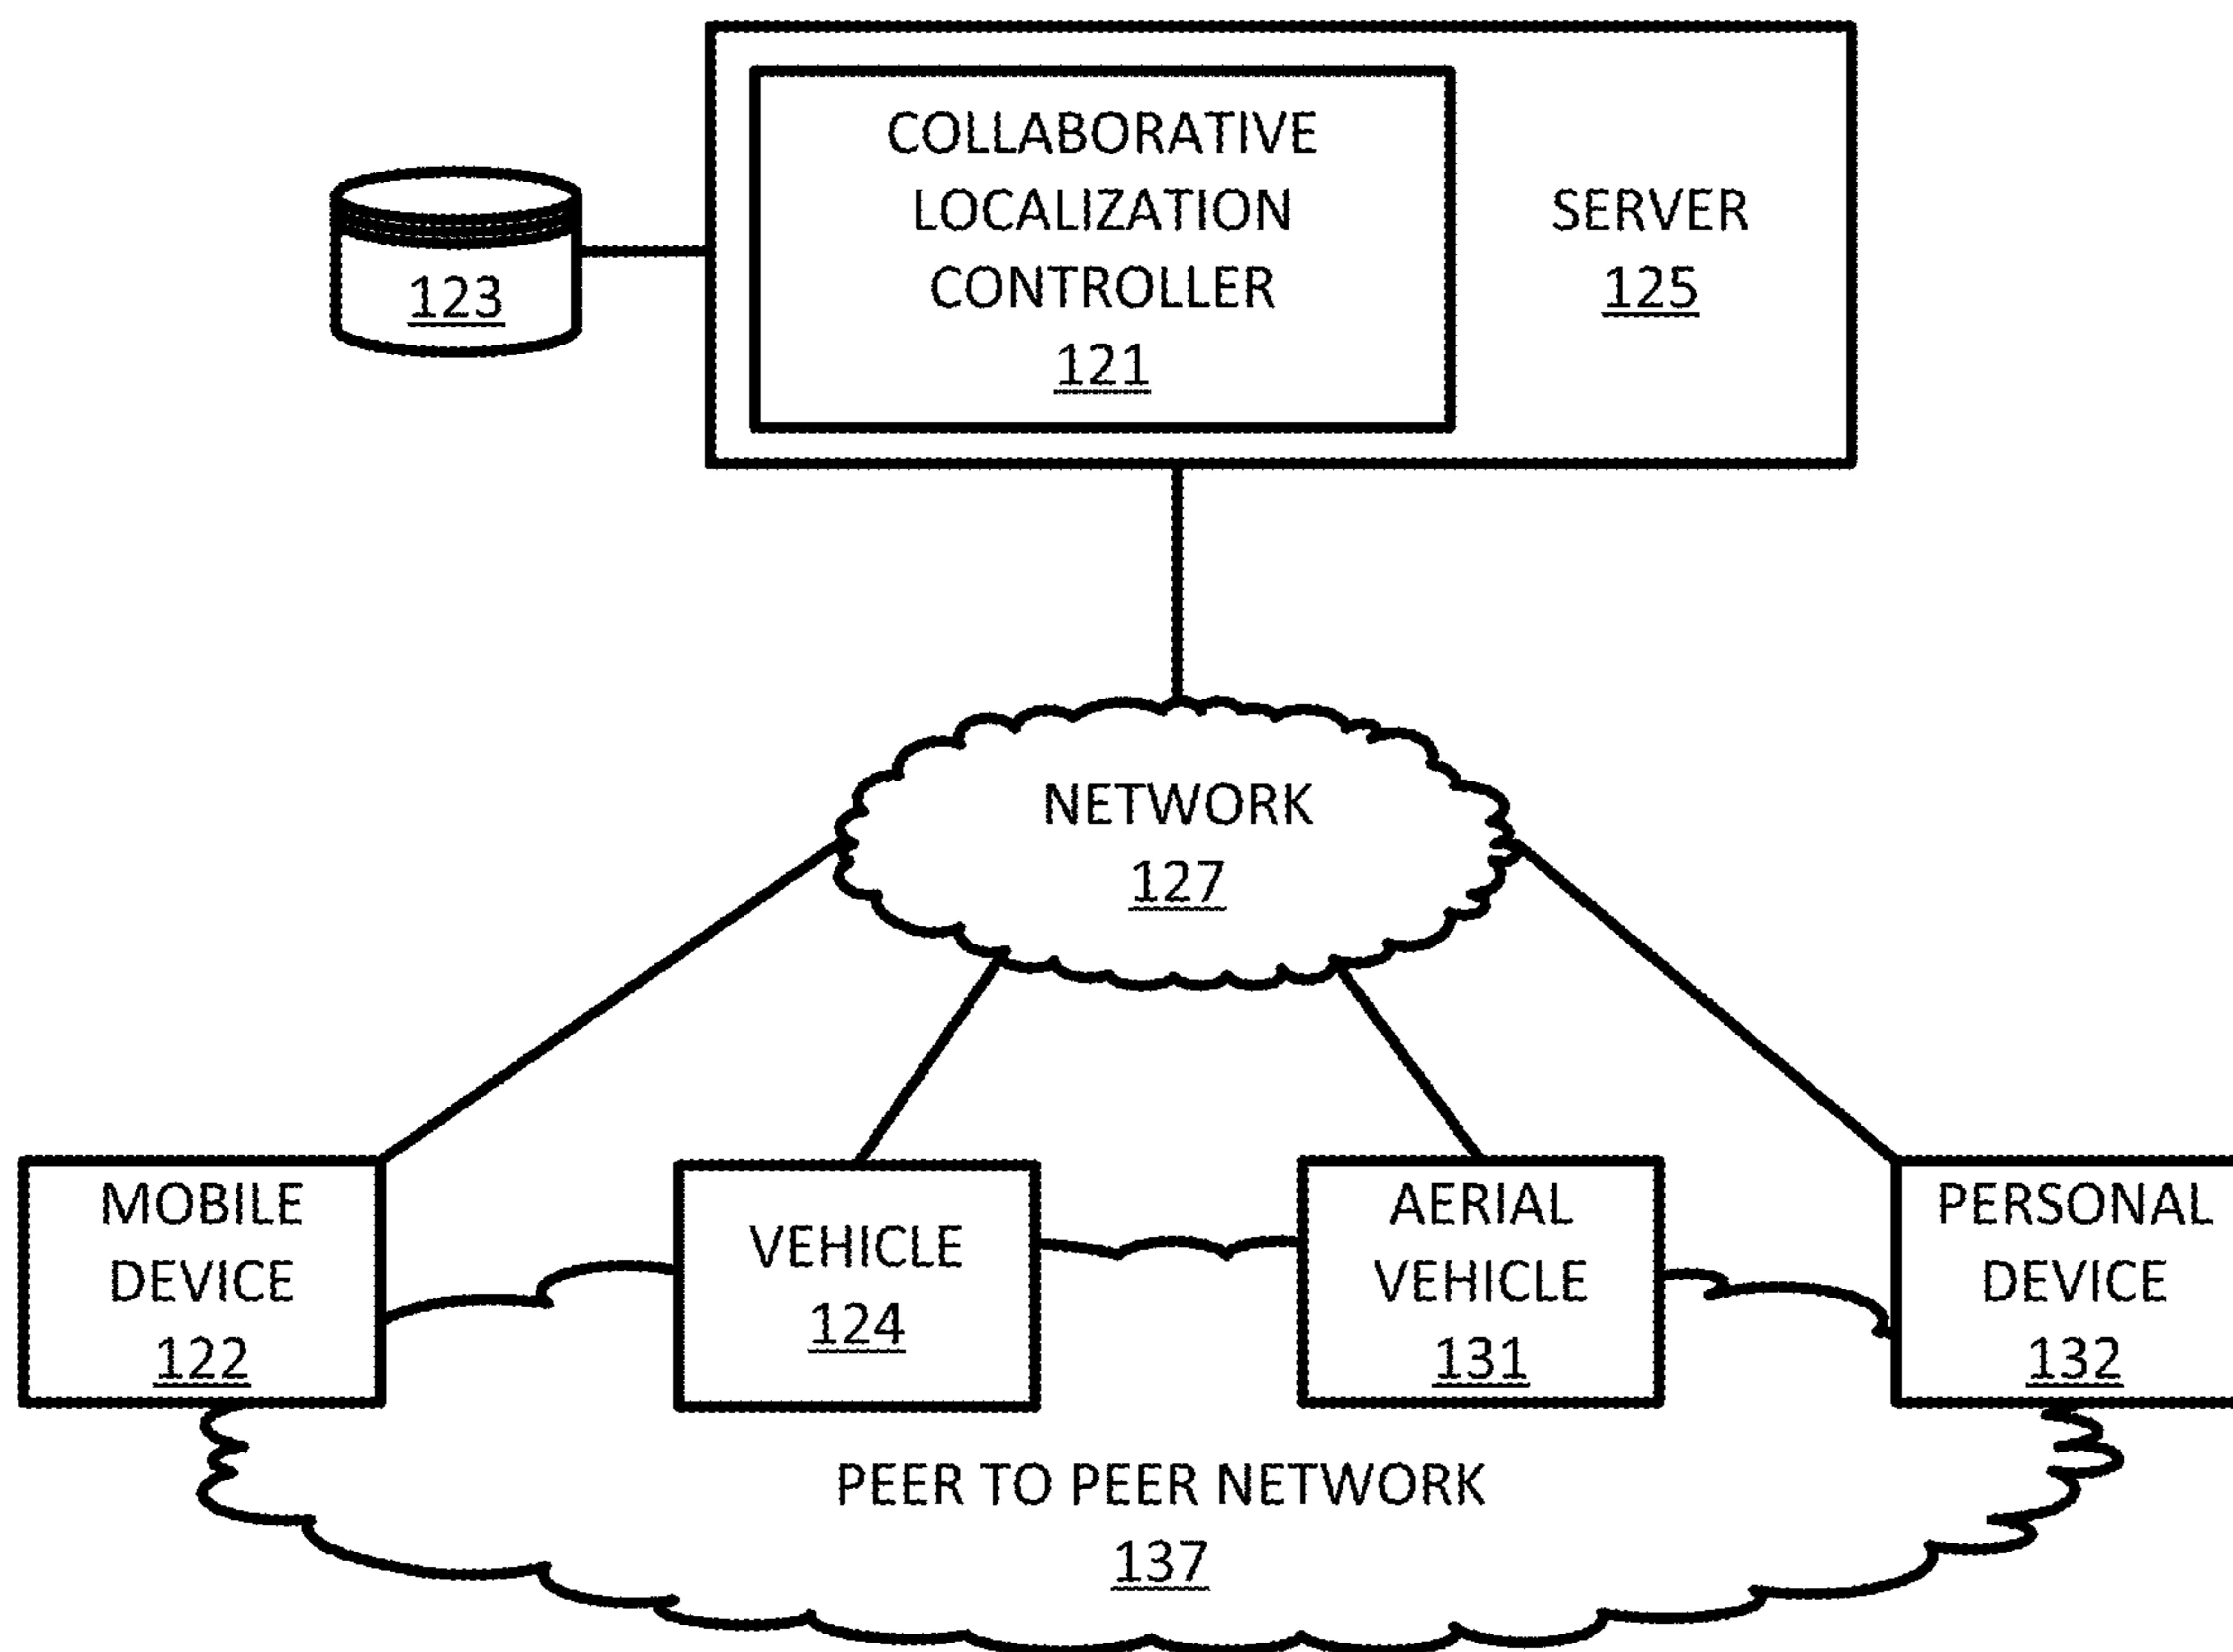 COLLABORATIVE
LOCALIZATION
CONTROLLER
121
SERVER
125
123
NETWORK
127
MOBILE
DEVICE
122
VEHICLE
124
AERIAL
VEHICLE
131
PERSONAL
DEVICE
132
PEER TO PEER NETWORK
137